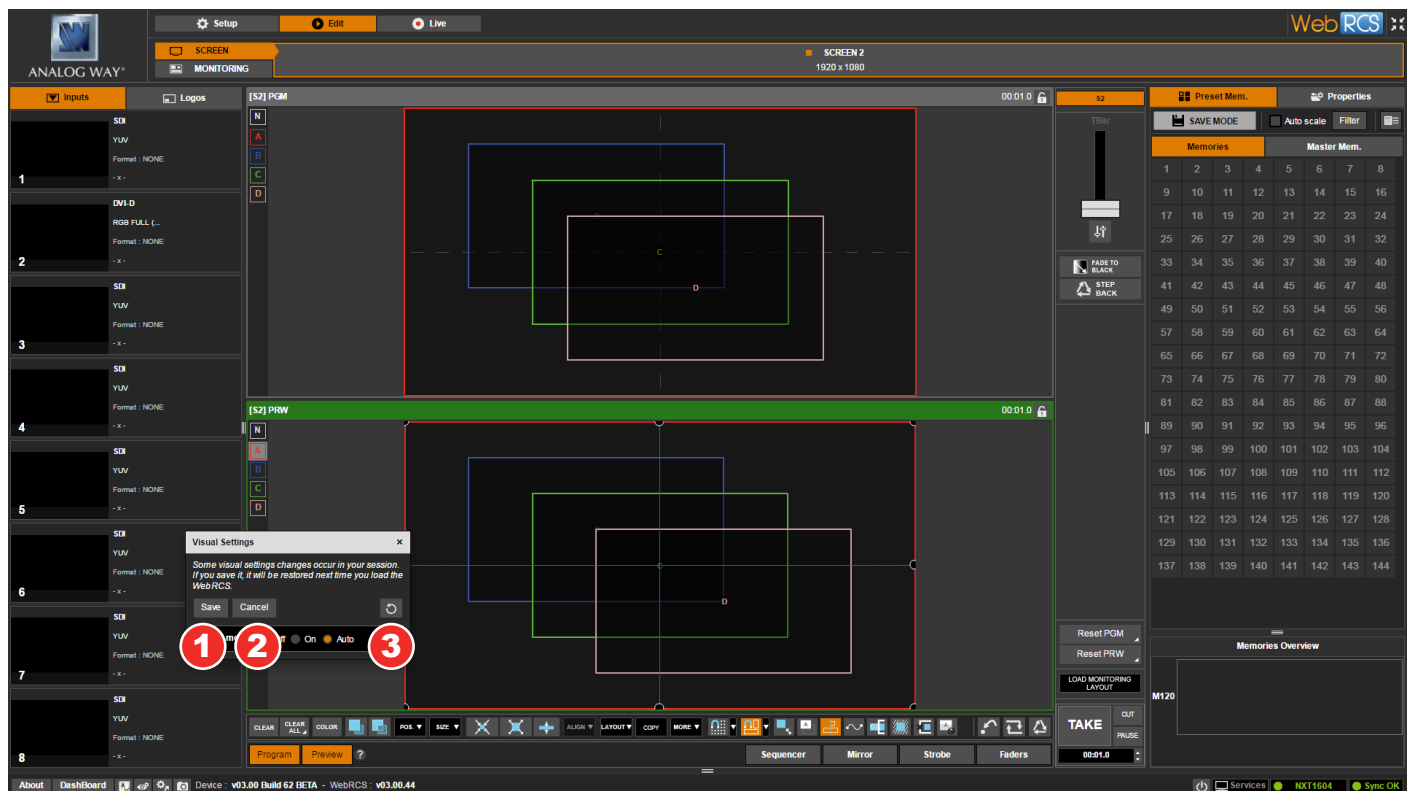 Setup Edit Live WebRCS
SCREEN
MONITORING
SCREEN 2
1920 x 1080
ANALOG WAY®
Inputs Logos
SDI
YUV
Format : NONE
1 - x -
DVI-D
RGB FULL (...
Format : NONE
2 - x -
SDI
YUV
Format : NONE
3 - x -
SDI
YUV
Format : NONE
4 - x -
SDI
YUV
Format : NONE
5 - x -
SDI
YUV
Format : NONE
6 - x -
SDI
YUV
Format : NONE
7 - x -
SDI
YUV
Format : NONE
8 - x -
[S2] PGM 00:01.0
N
A
B
C
D
C
D
[S2] PRW 00:01.0
N
A
B
C
D
C
D
Visual Settings ×
Some visual settings changes occur in your session.
If you save it, it will be restored next time you load the
WebRCS.
Save Cancel
1 2 On Auto 3
CLEAR CLEAR ALL COLOR POS. SIZE ALIGN LAYOUT COPY MORE
Program Preview ? Sequencer Mirror Strobe Faders
S2
TBar
FADE TO
BLACK
STEP
BACK
Reset PGM
Reset PRW
LOAD MONITORING
LAYOUT
TAKE CUT
PAUSE
00:01.0
Preset Mem. Properties
SAVE MODE Auto scale Filter
Memories Master Mem.
1 2 3 4 5 6 7 8
9 10 11 12 13 14 15 16
17 18 19 20 21 22 23 24
25 26 27 28 29 30 31 32
33 34 35 36 37 38 39 40
41 42 43 44 45 46 47 48
49 50 51 52 53 54 55 56
57 58 59 60 61 62 63 64
65 66 67 68 69 70 71 72
73 74 75 76 77 78 79 80
81 82 83 84 85 86 87 88
89 90 91 92 93 94 95 96
97 98 99 100 101 102 103 104
105 106 107 108 109 110 111 112
113 114 115 116 117 118 119 120
121 122 123 124 125 126 127 128
129 130 131 132 133 134 135 136
137 138 139 140 141 142 143 144
Memories Overview
M120
About DashBoard Device : v03.00 Build 62 BETA - WebRCS : v03.00.44 Services NXT1604 Sync OK